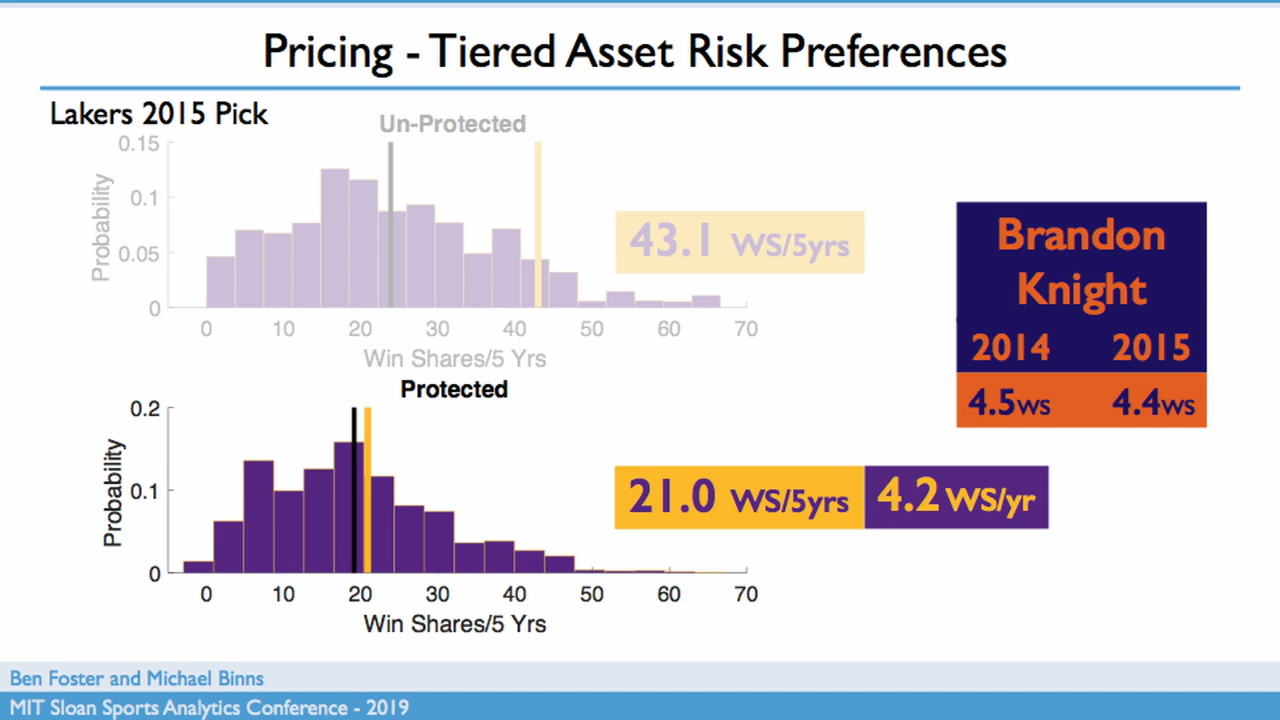 Pricing - Tiered Asset Risk Preferences
Lakers 2015 Pick
Un-Protected
0.15
0.1
0.05
0
Probability
0 10 20 30 40 50 60 70
Win Shares/5 Yrs
43.1 WS/5yrs
Brandon
Knight
2014 2015
4.5ws 4.4ws
Protected
0.2
0.1
0
Probability
0 10 20 30 40 50 60 70
Win Shares/5 Yrs
21.0 WS/5yrs 4.2 WS/yr
Ben Foster and Michael Binns
MIT Sloan Sports Analytics Conference - 2019